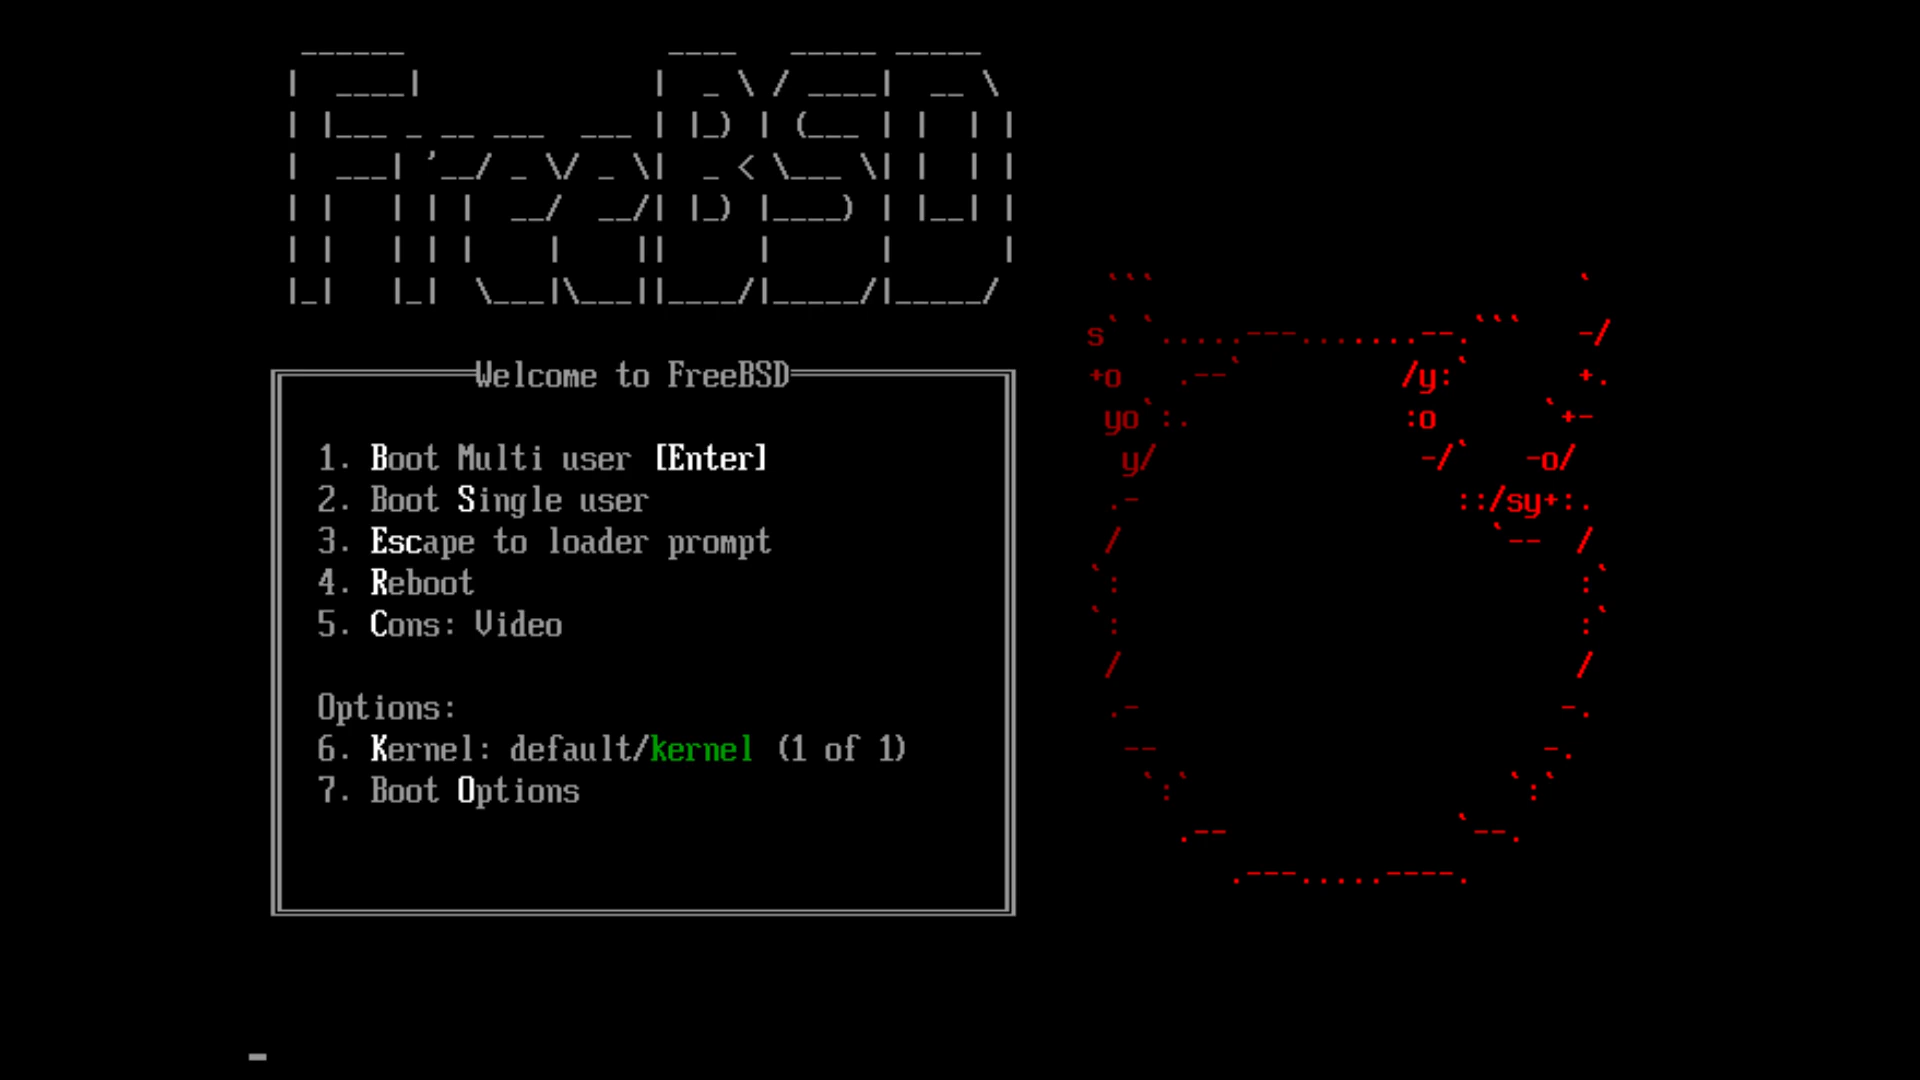 FreeBSD
Welcome to FreeBSD
1. Boot Multi user [Enter]
2. Boot Single user
3. Escape to loader prompt
4. Reboot
5. Cons: Video
Options:
6. Kernel: default/kernel (1 of 1)
7. Boot Options